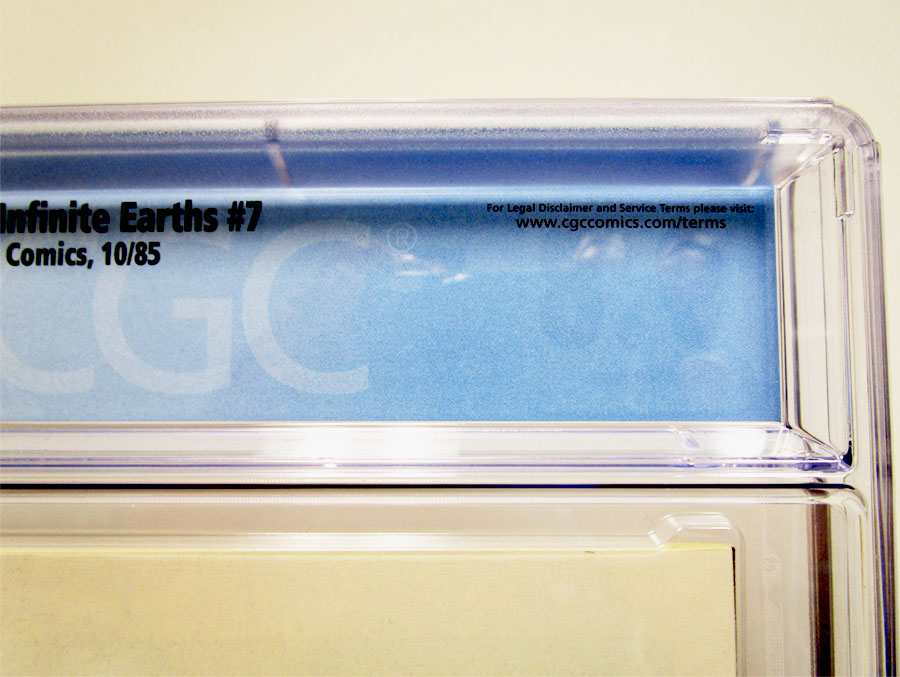 Infinite Earths #7
Comics, 10/85
For Legal Disclaimer and Service Terms please visit:
www.cgccomics.com/terms
CGC®